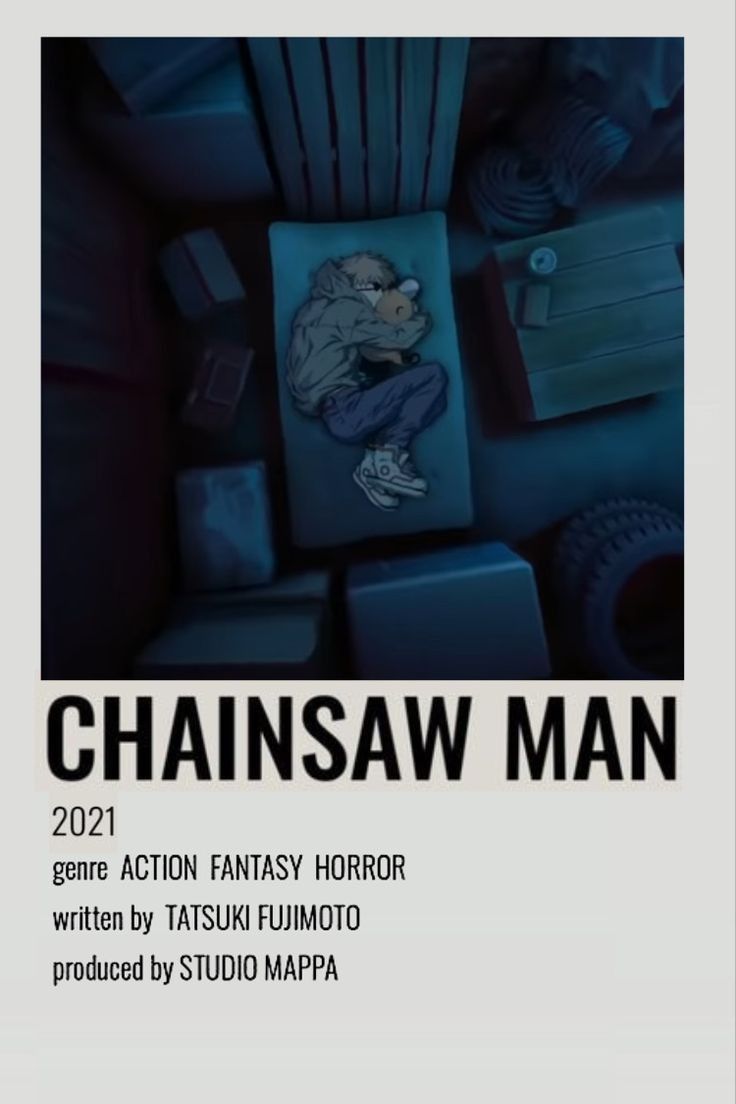 CHAINSAW MAN
2021
genre ACTION FANTASY HORROR
written by TATSUKI FUJIMOTO
produced by STUDIO MAPPA